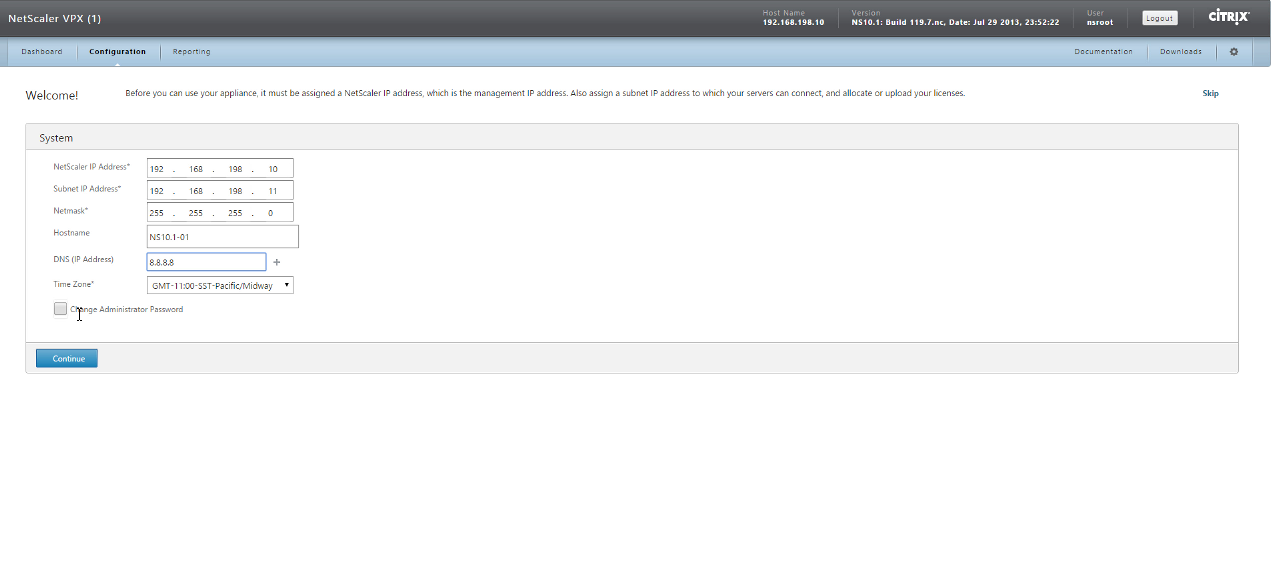 NetScaler VPX (1)
Host Name
192.168.198.10
Version
NS10.1: Build 119.7.nc, Date: Jul 29 2013, 23:52:22
User
nsroot
Logout
CITRIX
Dashboard
Configuration
Reporting
Documentation
Downloads
Welcome!
Before you can use your appliance, it must be assigned a NetScaler IP address, which is the management IP address. Also assign a subnet IP address to which your servers can connect, and allocate or upload your licenses.
Skip
System
NetScaler IP Address* 192 . 168 . 198 . 10
Subnet IP Address* 192 . 168 . 198 . 11
Netmask* 255 . 255 . 255 . 0
Hostname NS10.1-01
DNS (IP Address) 8.8.8.8 +
Time Zone* GMT-11:00-SST-Pacific/Midway
Change Administrator Password
Continue